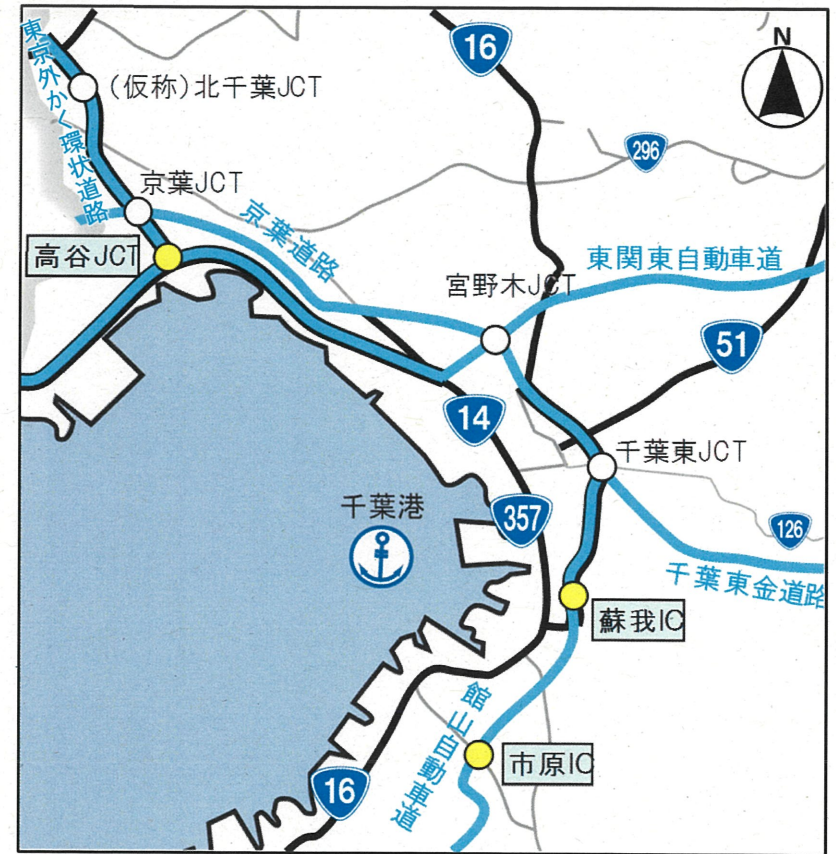 東京外かく環状道路
16
N
(仮称)北千葉JCT
296
京葉JCT
京葉道路
高谷JCT
東関東自動車道
宮野木JCT
51
14
千葉東JCT
千葉港
357
126
千葉東金道路
蘇我IC
館山自動車道
市原IC
16